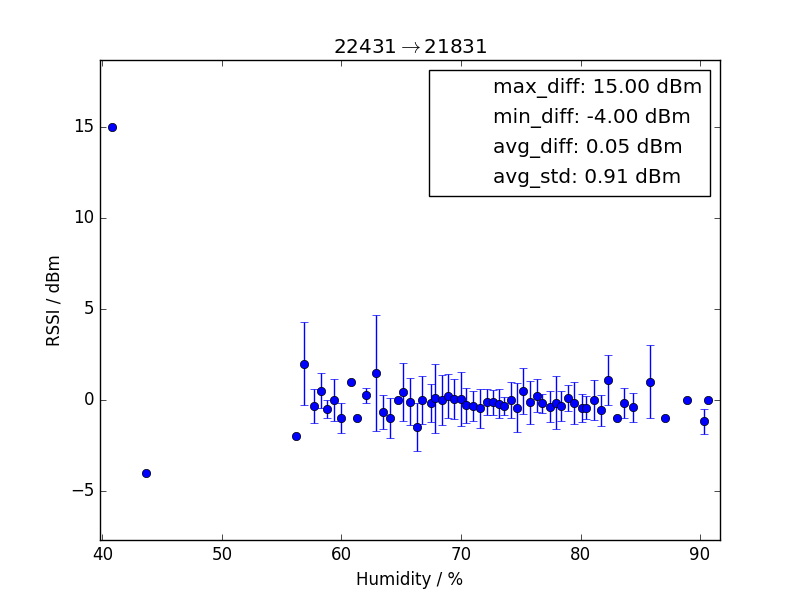 22431→21831
max_diff: 15.00 dBm
min_diff: -4.00 dBm
avg_diff: 0.05 dBm
avg_std: 0.91 dBm
RSSI / dBm
15
10
5
0
−5
40 50 60 70 80 90
Humidity / %